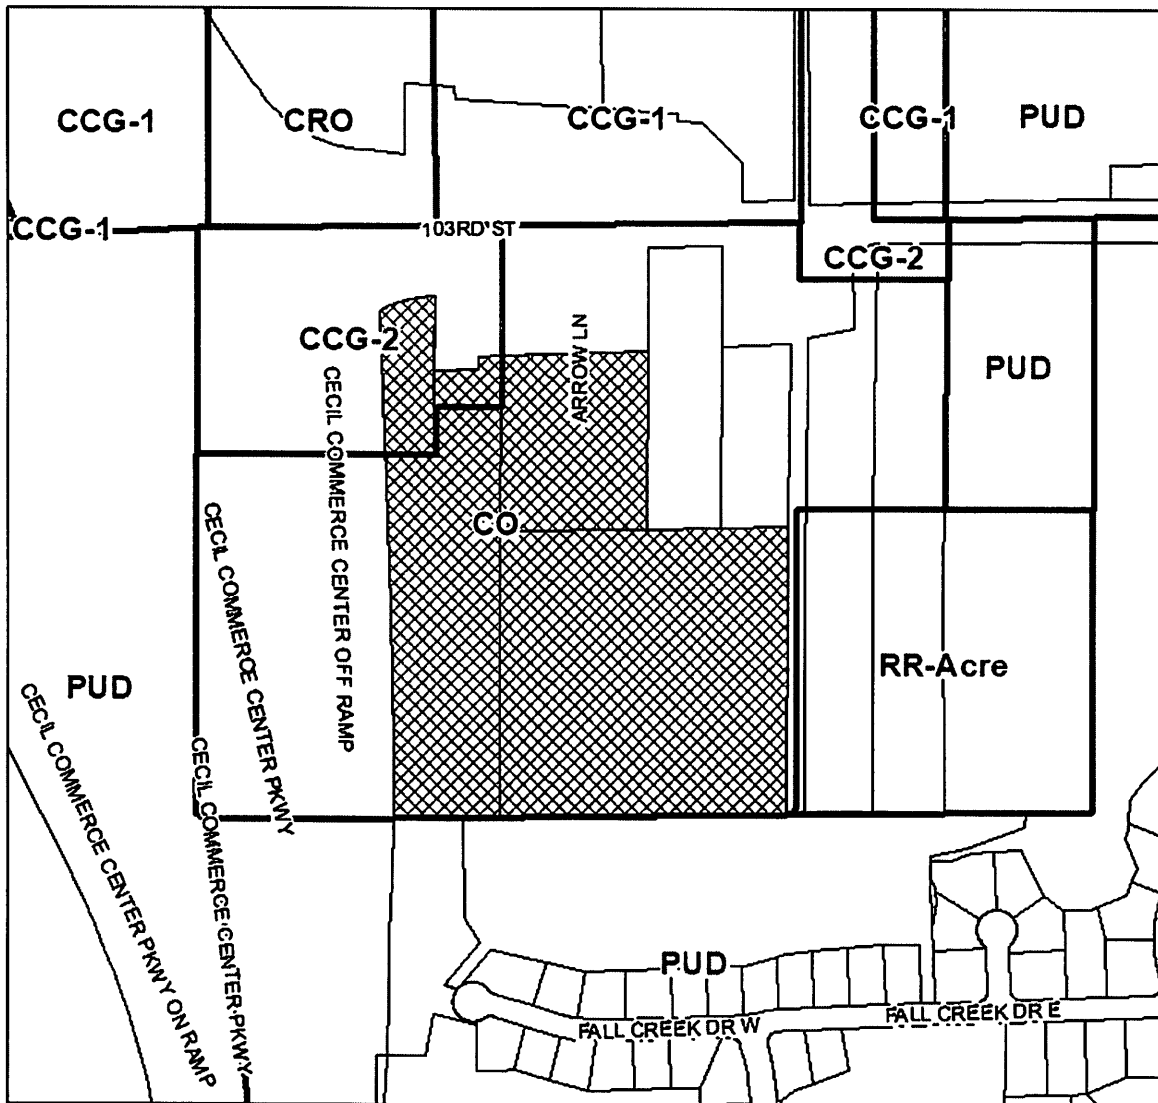 CCG-1
CRO
CCG-1
CCG-1
PUD
CCG-1
103RD ST
CCG-2
CCG-2
ARROW LN
PUD
CECIL COMMERCE CENTER OFF RAMP
CECIL COMMERCE CENTER PKWY
CO
RR-Acre
PUD
CECIL COMMERCE CENTER PKWY ON RAMP
CECIL COMMERCE CENTER PKWY
PUD
FALL CREEK DR W
FALL CREEK DR E